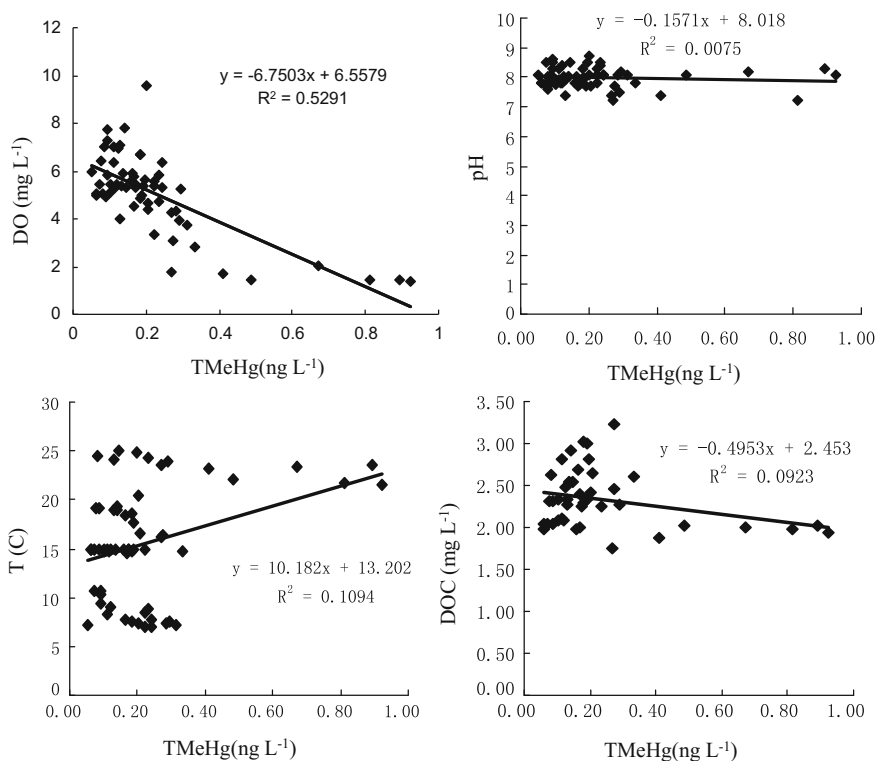 12
10
8
6
4
2
0
DO (mg L⁻¹)
y = -6.7503x + 6.5579
R² = 0.5291
0 0.2 0.4 0.6 0.8 1
TMeHg(ng L⁻¹)
10
9
8
7
6
5
4
3
2
1
0
pH
y = -0.1571x + 8.018
R² = 0.0075
0.00 0.20 0.40 0.60 0.80 1.00
TMeHg(ng L⁻¹)
30
25
20
15
10
5
0
T (C)
y = 10.182x + 13.202
R² = 0.1094
0.00 0.20 0.40 0.60 0.80 1.00
TMeHg(ng L⁻¹)
3.50
3.00
2.50
2.00
1.50
1.00
0.50
0.00
DOC (mg L⁻¹)
y = -0.4953x + 2.453
R² = 0.0923
0.00 0.20 0.40 0.60 0.80 1.00
TMeHg(ng L⁻¹)